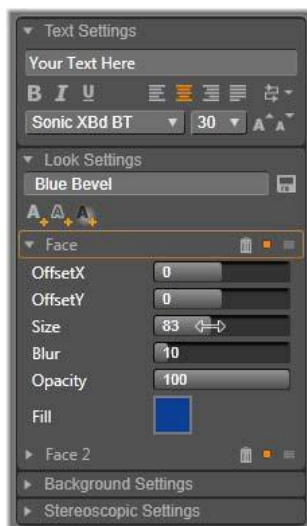 Text Settings
Your Text Here
B I U
Sonic XBd BT 30 A A
Look Settings
Blue Bevel
A A A
Face
OffsetX 0
OffsetY 0
Size 83
Blur 10
Opacity 100
Fill
Face 2
Background Settings
Stereoscopic Settings